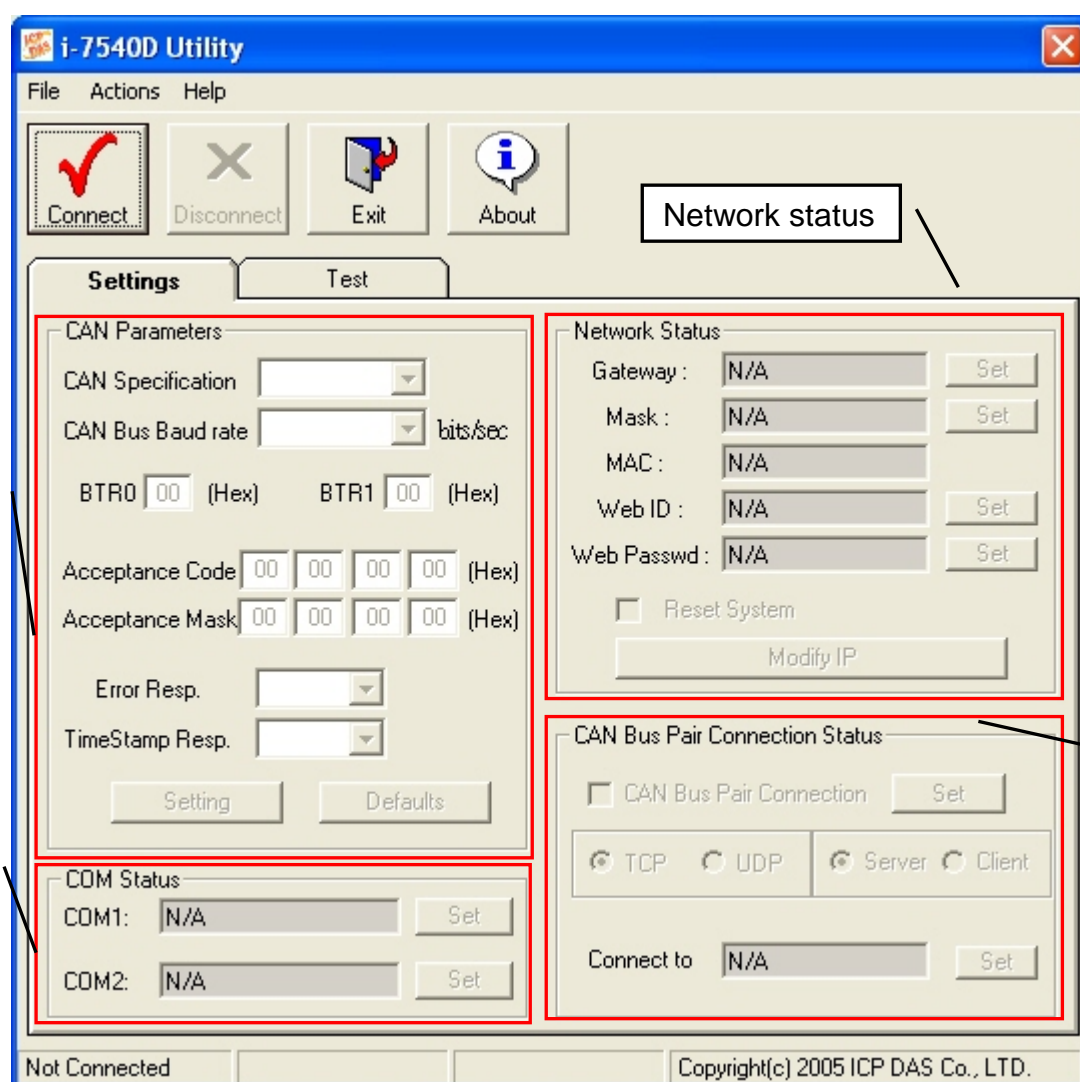 i-7540D Utility
File Actions Help
Connect Disconnect Exit About
Network status
Settings Test
CAN Parameters
CAN Specification
CAN Bus Baud rate bits/sec
BTR0 00 (Hex) BTR1 00 (Hex)
Acceptance Code 00 00 00 00 (Hex)
Acceptance Mask 00 00 00 00 (Hex)
Error Resp.
TimeStamp Resp.
Setting Defaults
COM Status
COM1: N/A Set
COM2: N/A Set
Network Status
Gateway : N/A Set
Mask : N/A Set
MAC : N/A
Web ID : N/A Set
Web Passwd : N/A Set
Reset System
Modify IP
CAN Bus Pair Connection Status
CAN Bus Pair Connection Set
TCP UDP Server Client
Connect to N/A Set
Not Connected Copyright(c) 2005 ICP DAS Co., LTD.